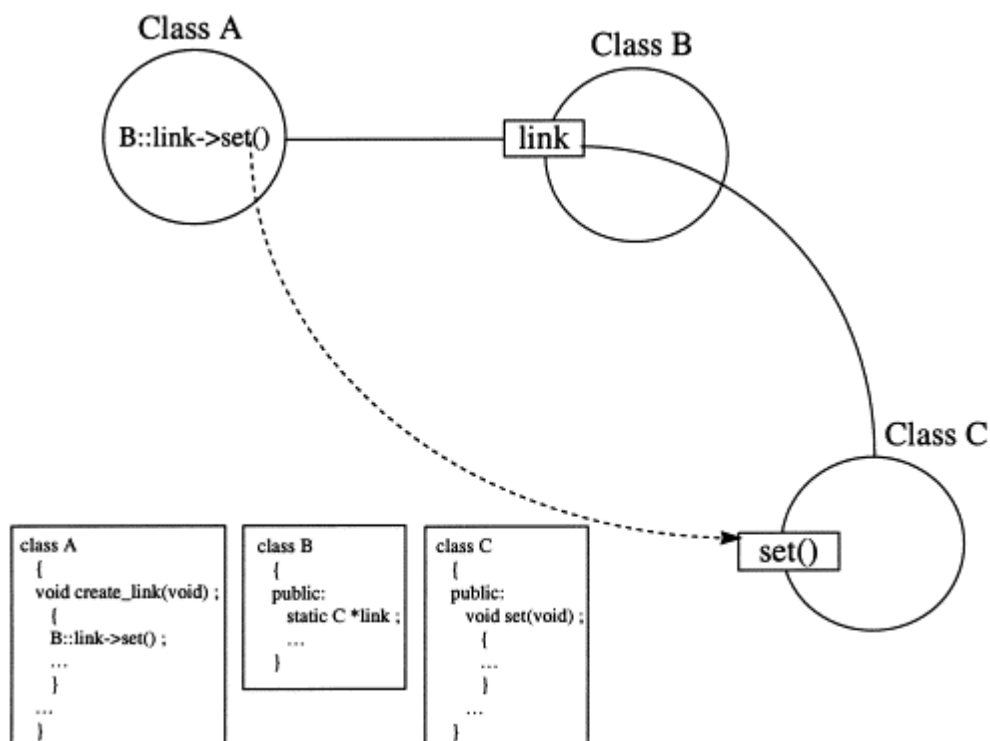 Class A
Class B
B::link->set()
link
Class C
set()
class A
{
void create_link(void) ;
{
B::link->set() ;
...
}
...
}
class B
{
public:
static C *link ;
...
}
class C
{
public:
void set(void) ;
{
...
}
...
}